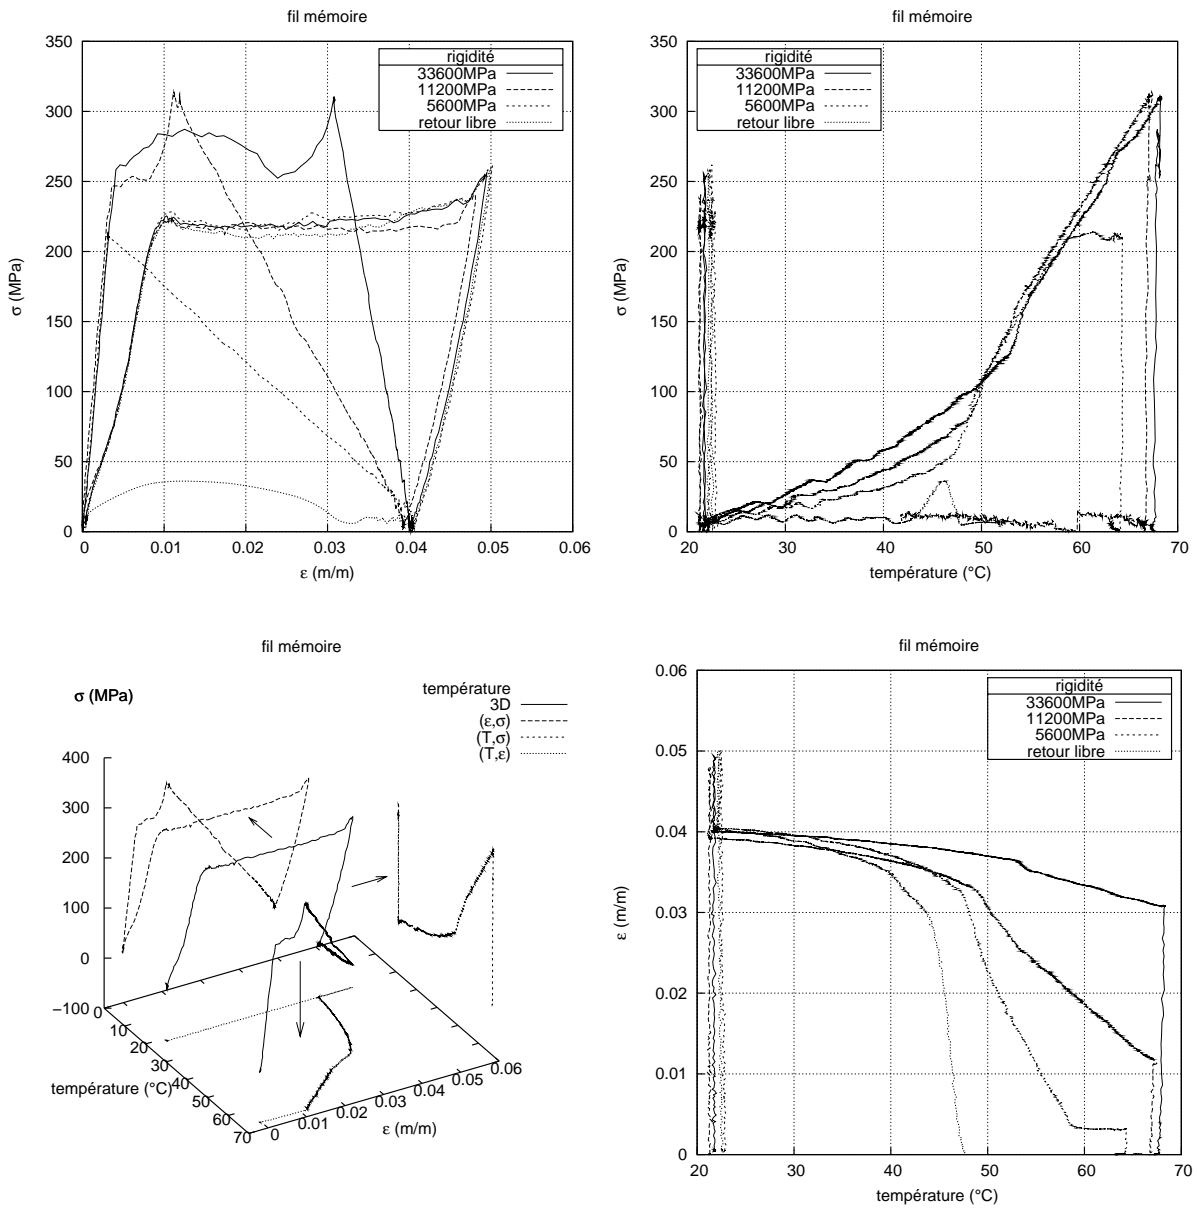 fil mémoire
350
300
250
200
150
100
50
0
σ (MPa)
rigidité
33600MPa
11200MPa
5600MPa
retour libre
0 0.01 0.02 0.03 0.04 0.05 0.06
ε (m/m)
fil mémoire
350
300
250
200
150
100
50
0
σ (MPa)
rigidité
33600MPa
11200MPa
5600MPa
retour libre
20 30 40 50 60 70
température (°C)
fil mémoire
σ (MPa)
température
3D
(ε,σ)
(T,σ)
(T,ε)
400
300
200
100
0
−100
0
10
20
30
40
50
60
70
température (°C)
0
0.01
0.02
0.03
0.04
0.05
0.06
ε (m/m)
fil mémoire
0.06
0.05
0.04
0.03
0.02
0.01
0
ε (m/m)
rigidité
33600MPa
11200MPa
5600MPa
retour libre
20 30 40 50 60 70
température (°C)